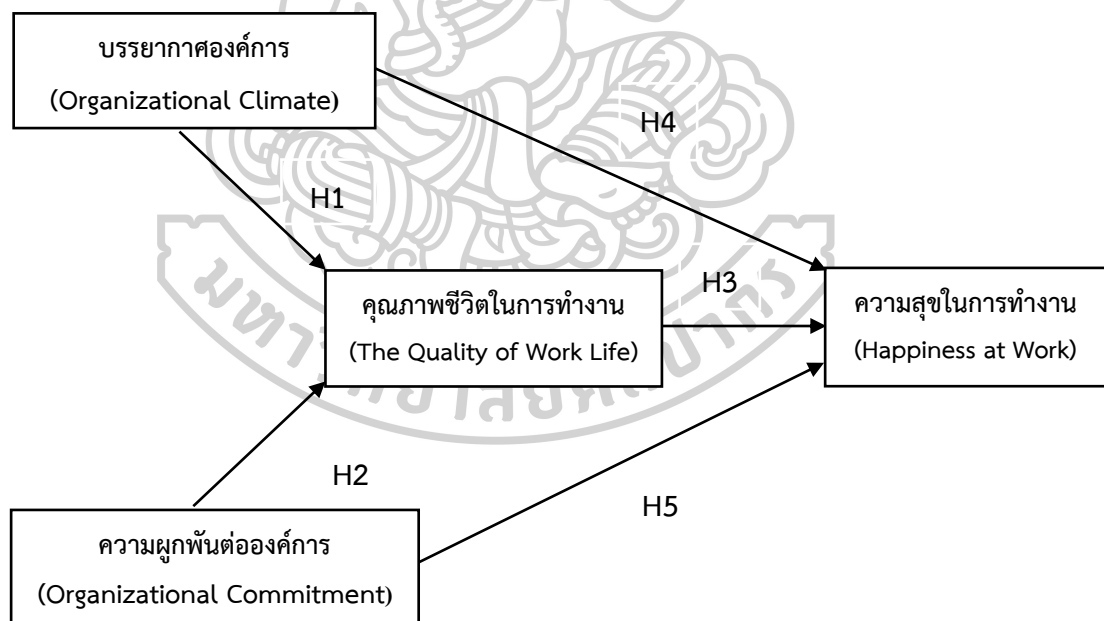 บรรยากาศองค์การ
(Organizational Climate)
H4
H1
คุณภาพชีวิตในการทำงาน
(The Quality of Work Life)
H3
ความสุขในการทำงาน
(Happiness at Work)
H2
H5
ความผูกพันต่อองค์การ
(Organizational Commitment)